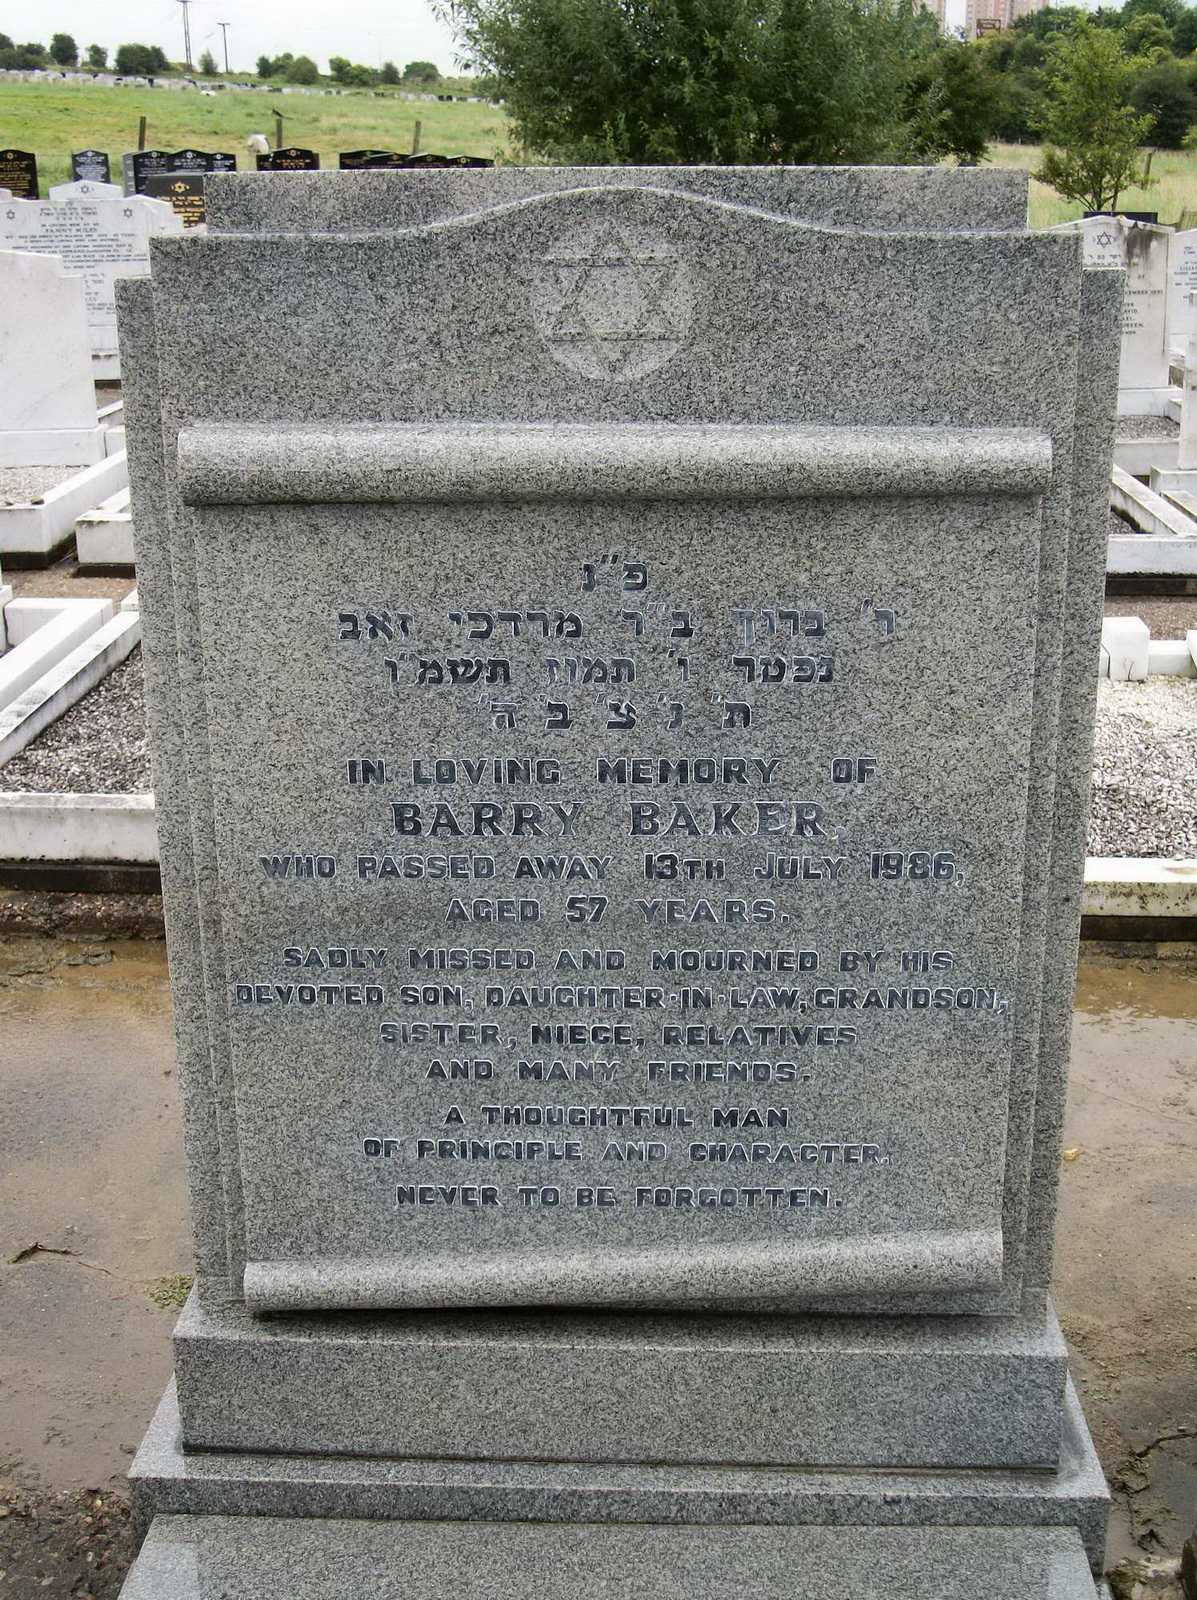 פ"נ
ר' ברוך ב"ר מרדכי זאב
נפטר ו' תמוז תשמ"ו
ת' נ' צ' ב' ה'
IN LOVING MEMORY OF
BARRY BAKER,
WHO PASSED AWAY 13TH JULY 1986,
AGED 57 YEARS.
SADLY MISSED AND MOURNED BY HIS
DEVOTED SON, DAUGHTER-IN-LAW, GRANDSON,
SISTER, NIECE, RELATIVES
AND MANY FRIENDS.
A THOUGHTFUL MAN
OF PRINCIPLE AND CHARACTER.
NEVER TO BE FORGOTTEN.